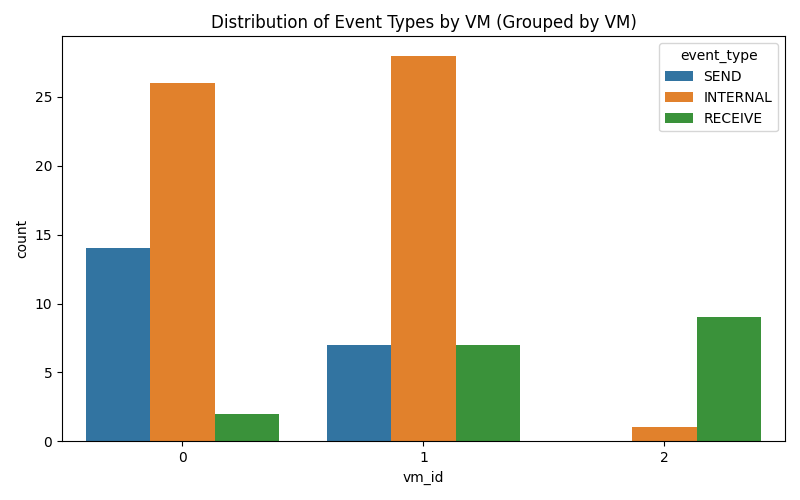 Distribution of Event Types by VM (Grouped by VM)
event_type
SEND
INTERNAL
RECEIVE
count
25
20
15
10
5
0
0 1 2
vm_id